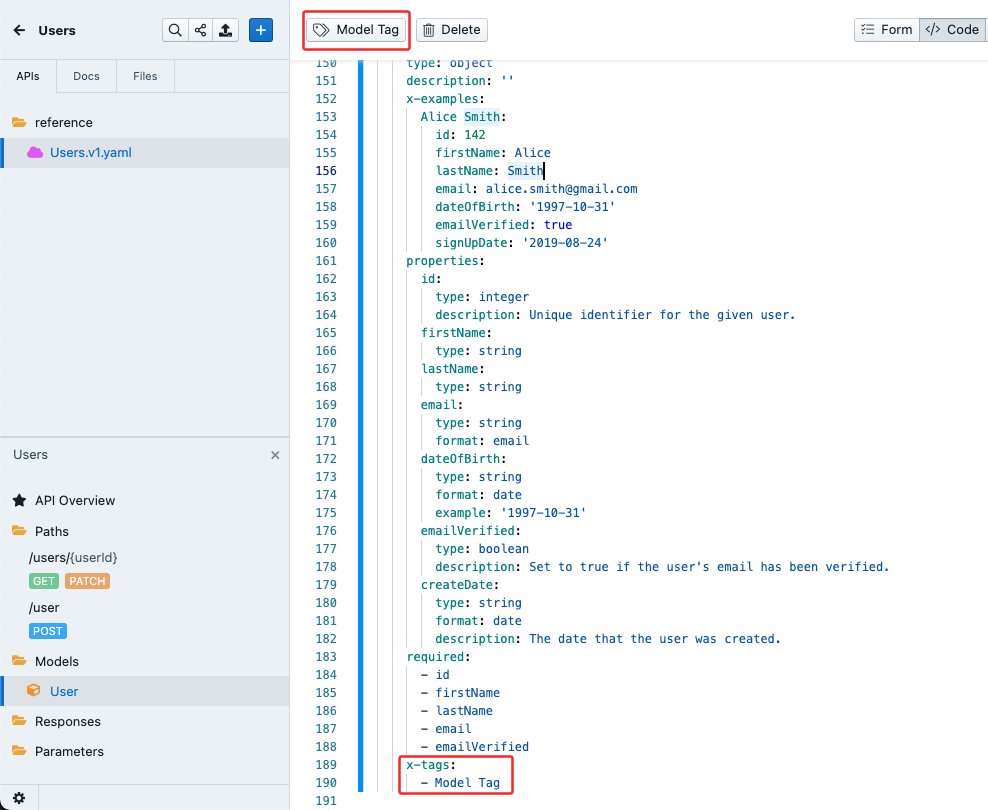 Users
APIs
Docs
Files
reference
Users.v1.yaml
Users
API Overview
Paths
/users/{userId}
GET PATCH
/user
POST
Models
User
Responses
Parameters
Model Tag
Delete
Form
Code
150 type: object
151 description: ''
152 x-examples:
153 Alice Smith:
154 id: 142
155 firstName: Alice
156 lastName: Smith
157 email: alice.smith@gmail.com
158 dateOfBirth: '1997-10-31'
159 emailVerified: true
160 signUpDate: '2019-08-24'
161 properties:
162 id:
163 type: integer
164 description: Unique identifier for the given user.
165 firstName:
166 type: string
167 lastName:
168 type: string
169 email:
170 type: string
171 format: email
172 dateOfBirth:
173 type: string
174 format: date
175 example: '1997-10-31'
176 emailVerified:
177 type: boolean
178 description: Set to true if the user's email has been verified.
179 createDate:
180 type: string
181 format: date
182 description: The date that the user was created.
183 required:
184 - id
185 - firstName
186 - lastName
187 - email
188 - emailVerified
189 x-tags:
190 - Model Tag
191